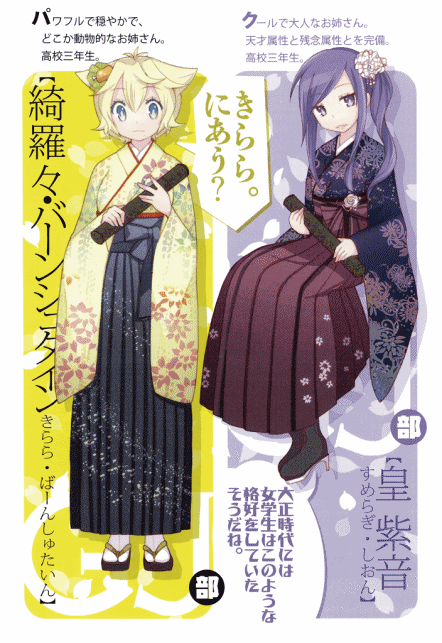 パワフルで穏やかで、
どこか動物的なお姉さん。
高校三年生。
【綺羅々・バーンシュタイン
きらら・ばーんしゅたいん】
部
きらら。
にあう？
クールで大人なお姉さん。
天才属性と残念属性とを完備。
高校三年生。
部
【皇 紫音
すめらぎ・しおん】
大正時代には
女学生はこのような
格好をしていた
そうだね。